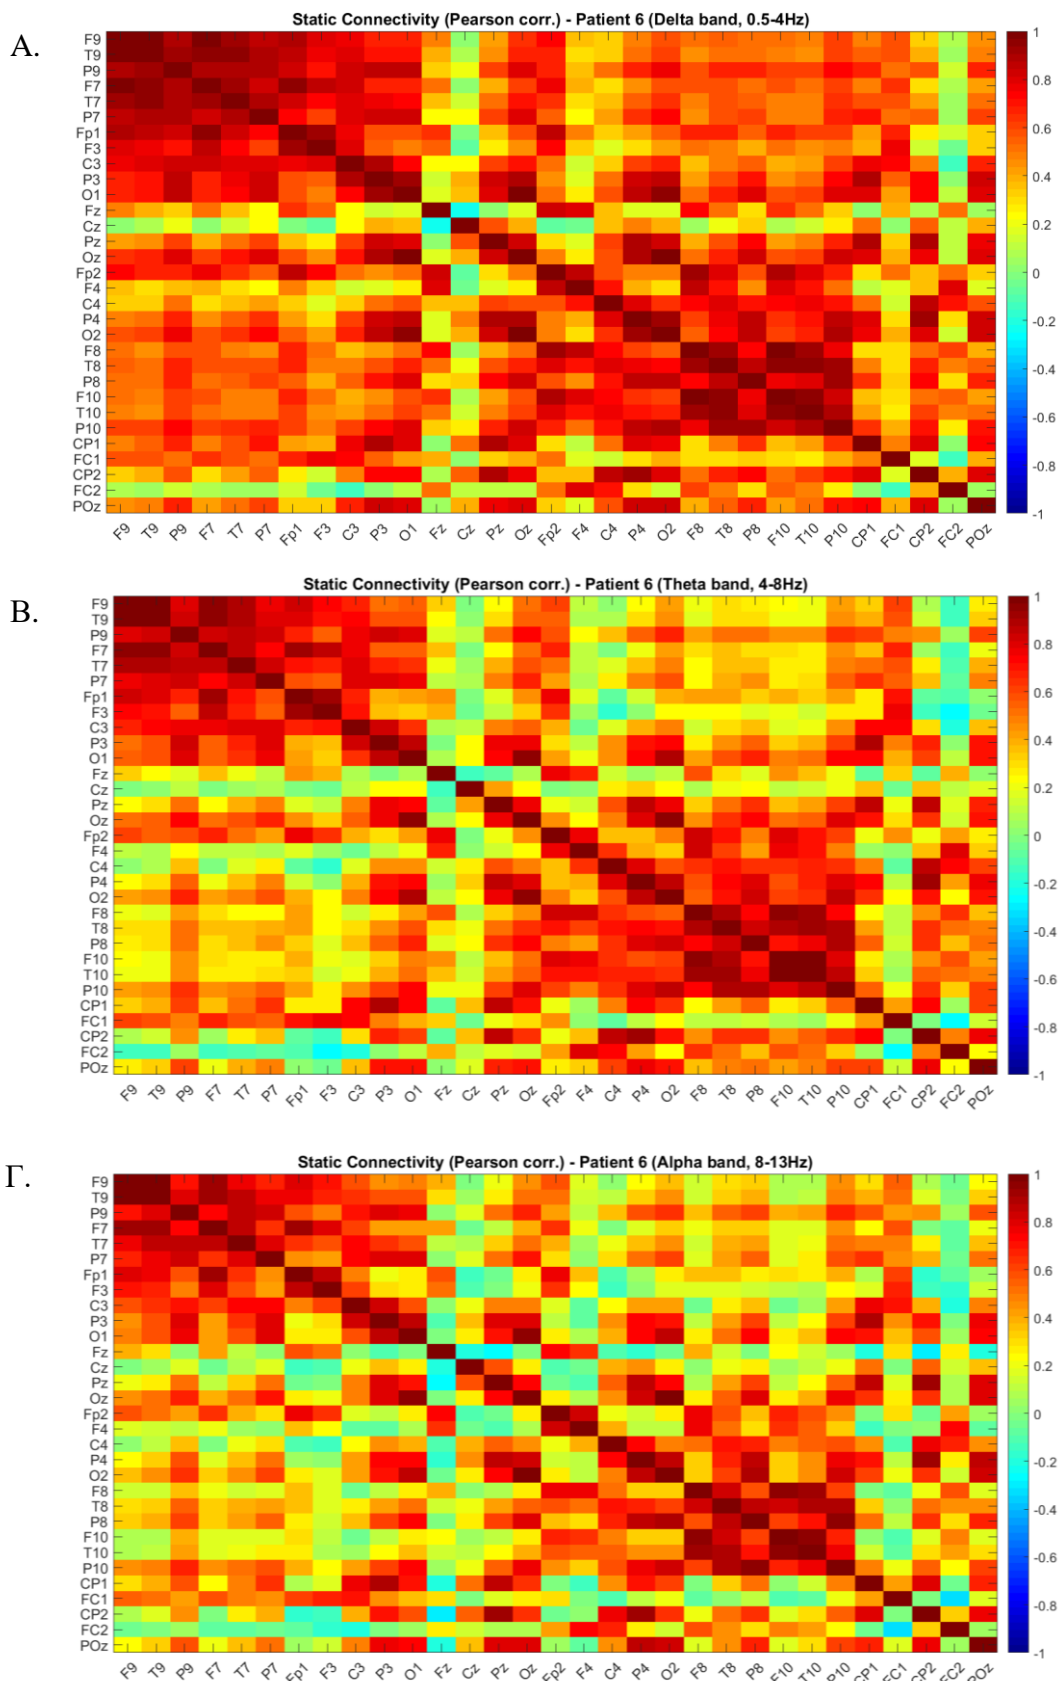 Α.
Static Connectivity (Pearson corr.) - Patient 6 (Delta band, 0.5-4Hz)
F9
T9
P9
F7
T7
P7
Fp1
F3
C3
P3
O1
Fz
Cz
Pz
Oz
Fp2
F4
C4
P4
O2
F8
T8
P8
F10
T10
P10
CP1
FC1
CP2
FC2
POz
F9 T9 P9 F7 T7 P7 Fp1 F3 C3 P3 O1 Fz Cz Pz Oz Fp2 F4 C4 P4 O2 F8 T8 P8 F10 T10 P10 CP1 FC1 CP2 FC2 POz
1
0.8
0.6
0.4
0.2
0
-0.2
-0.4
-0.6
-0.8
-1
Β.
Static Connectivity (Pearson corr.) - Patient 6 (Theta band, 4-8Hz)
F9
T9
P9
F7
T7
P7
Fp1
F3
C3
P3
O1
Fz
Cz
Pz
Oz
Fp2
F4
C4
P4
O2
F8
T8
P8
F10
T10
P10
CP1
FC1
CP2
FC2
POz
F9 T9 P9 F7 T7 P7 Fp1 F3 C3 P3 O1 Fz Cz Pz Oz Fp2 F4 C4 P4 O2 F8 T8 P8 F10 T10 P10 CP1 FC1 CP2 FC2 POz
1
0.8
0.6
0.4
0.2
0
-0.2
-0.4
-0.6
-0.8
-1
Γ.
Static Connectivity (Pearson corr.) - Patient 6 (Alpha band, 8-13Hz)
F9
T9
P9
F7
T7
P7
Fp1
F3
C3
P3
O1
Fz
Cz
Pz
Oz
Fp2
F4
C4
P4
O2
F8
T8
P8
F10
T10
P10
CP1
FC1
CP2
FC2
POz
F9 T9 P9 F7 T7 P7 Fp1 F3 C3 P3 O1 Fz Cz Pz Oz Fp2 F4 C4 P4 O2 F8 T8 P8 F10 T10 P10 CP1 FC1 CP2 FC2 POz
1
0.8
0.6
0.4
0.2
0
-0.2
-0.4
-0.6
-0.8
-1